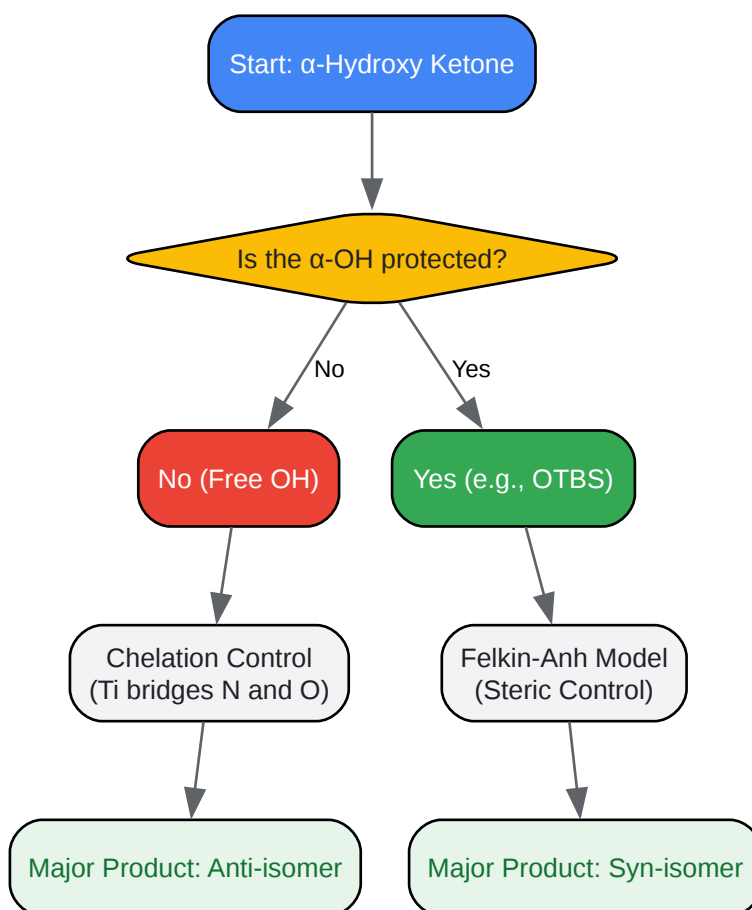 Start: α-Hydroxy Ketone
Is the α-OH protected?
No
Yes
No (Free OH)
Yes (e.g., OTBS)
Chelation Control
(Ti bridges N and O)
Felkin-Anh Model
(Steric Control)
Major Product: Anti-isomer
Major Product: Syn-isomer